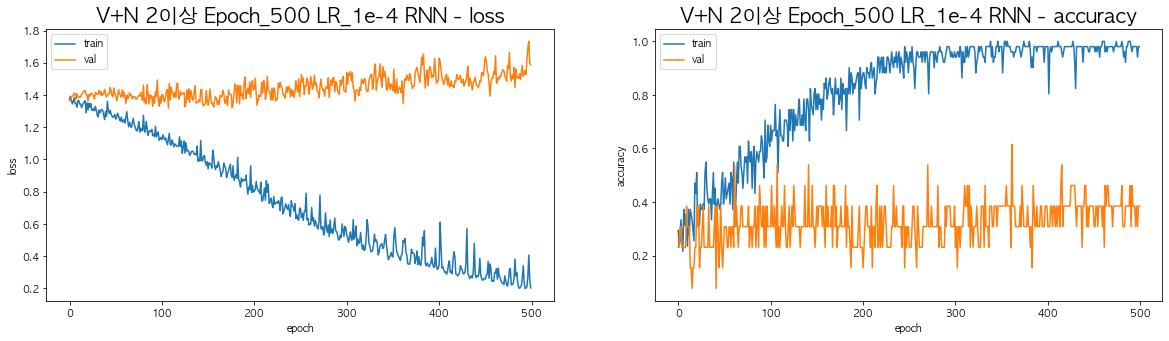 V+N 2이상 Epoch_500 LR_1e-4 RNN - loss
train
val
1.8
1.6
1.4
1.2
1.0
0.8
0.6
0.4
0.2
loss
0
100
200
300
400
500
epoch
V+N 2이상 Epoch_500 LR_1e-4 RNN - accuracy
train
val
1.0
0.8
0.6
0.4
0.2
accuracy
0
100
200
300
400
500
epoch